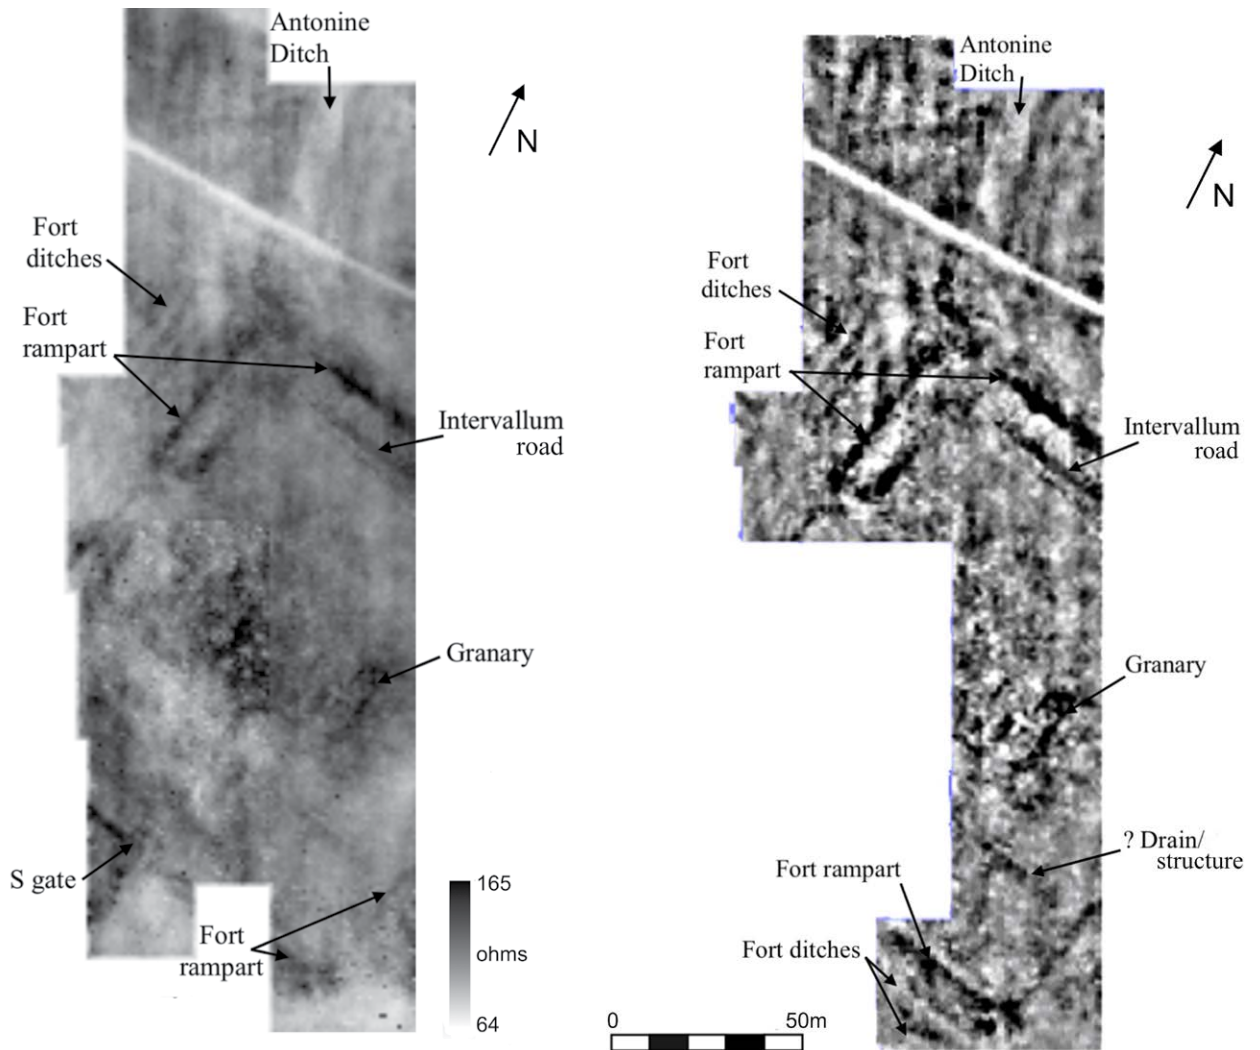 Antonine
Ditch
N
Fort
ditches
Fort
rampart
Intervallum
road
Granary
S gate
Fort
rampart
165
ohms
64
Antonine
Ditch
N
Fort
ditches
Fort
rampart
Intervallum
road
Granary
? Drain/
structure
Fort rampart
Fort ditches
0 50m